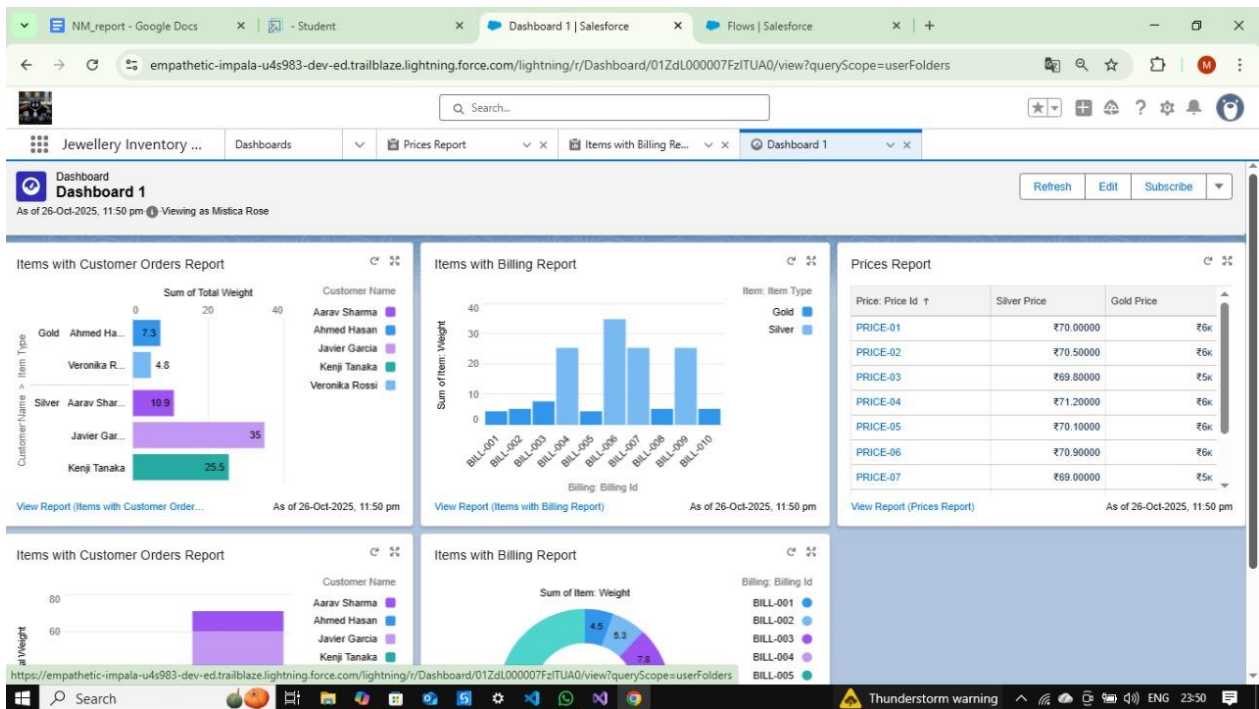 NM_report - Google Docs
- Student
Dashboard 1 | Salesforce
Flows | Salesforce
empathetic-impala-u4s983-dev-ed.trailblaze.lightning.force.com/lightning/r/Dashboard/01ZdL000007FzITUA0/view?queryScope=userFolders
M
Search...
Jewellery Inventory ...
Dashboards
Prices Report
Items with Billing Re...
Dashboard 1
Dashboard
Dashboard 1
As of 26-Oct-2025, 11:50 pm Viewing as Mistica Rose
Refresh
Edit
Subscribe
Items with Customer Orders Report
Sum of Total Weight
0 20 40
Customer Name > Item Type
Gold Ahmed Ha... 7.3
Veronika R... 4.8
Silver Aarav Shar... 10.9
Javier Gar... 35
Kenji Tanaka 25.5
Customer Name
Aarav Sharma
Ahmed Hasan
Javier Garcia
Kenji Tanaka
Veronika Rossi
View Report (Items with Customer Order...
As of 26-Oct-2025, 11:50 pm
Items with Billing Report
Sum of Item: Weight
40
30
20
10
0
BILL-001 BILL-002 BILL-003 BILL-004 BILL-005 BILL-006 BILL-007 BILL-008 BILL-009 BILL-010
Billing: Billing Id
Item: Item Type
Gold
Silver
View Report (Items with Billing Report)
As of 26-Oct-2025, 11:50 pm
Prices Report
Price: Price Id ↑ Silver Price Gold Price
PRICE-01 ₹70.00000 ₹6K
PRICE-02 ₹70.50000 ₹6K
PRICE-03 ₹69.80000 ₹5K
PRICE-04 ₹71.20000 ₹6K
PRICE-05 ₹70.10000 ₹6K
PRICE-06 ₹70.90000 ₹6K
PRICE-07 ₹69.00000 ₹5K
View Report (Prices Report)
As of 26-Oct-2025, 11:50 pm
Items with Customer Orders Report
80
60
al Weight
Customer Name
Aarav Sharma
Ahmed Hasan
Javier Garcia
Kenji Tanaka
Items with Billing Report
Sum of Item: Weight
4.5
5.3
7.8
Billing: Billing Id
BILL-001
BILL-002
BILL-003
BILL-004
BILL-005
https://empathetic-impala-u4s983-dev-ed.trailblaze.lightning.force.com/lightning/r/Dashboard/01ZdL000007FzITUA0/view?queryScope=userFolders
Search
Thunderstorm warning
ENG
23:50